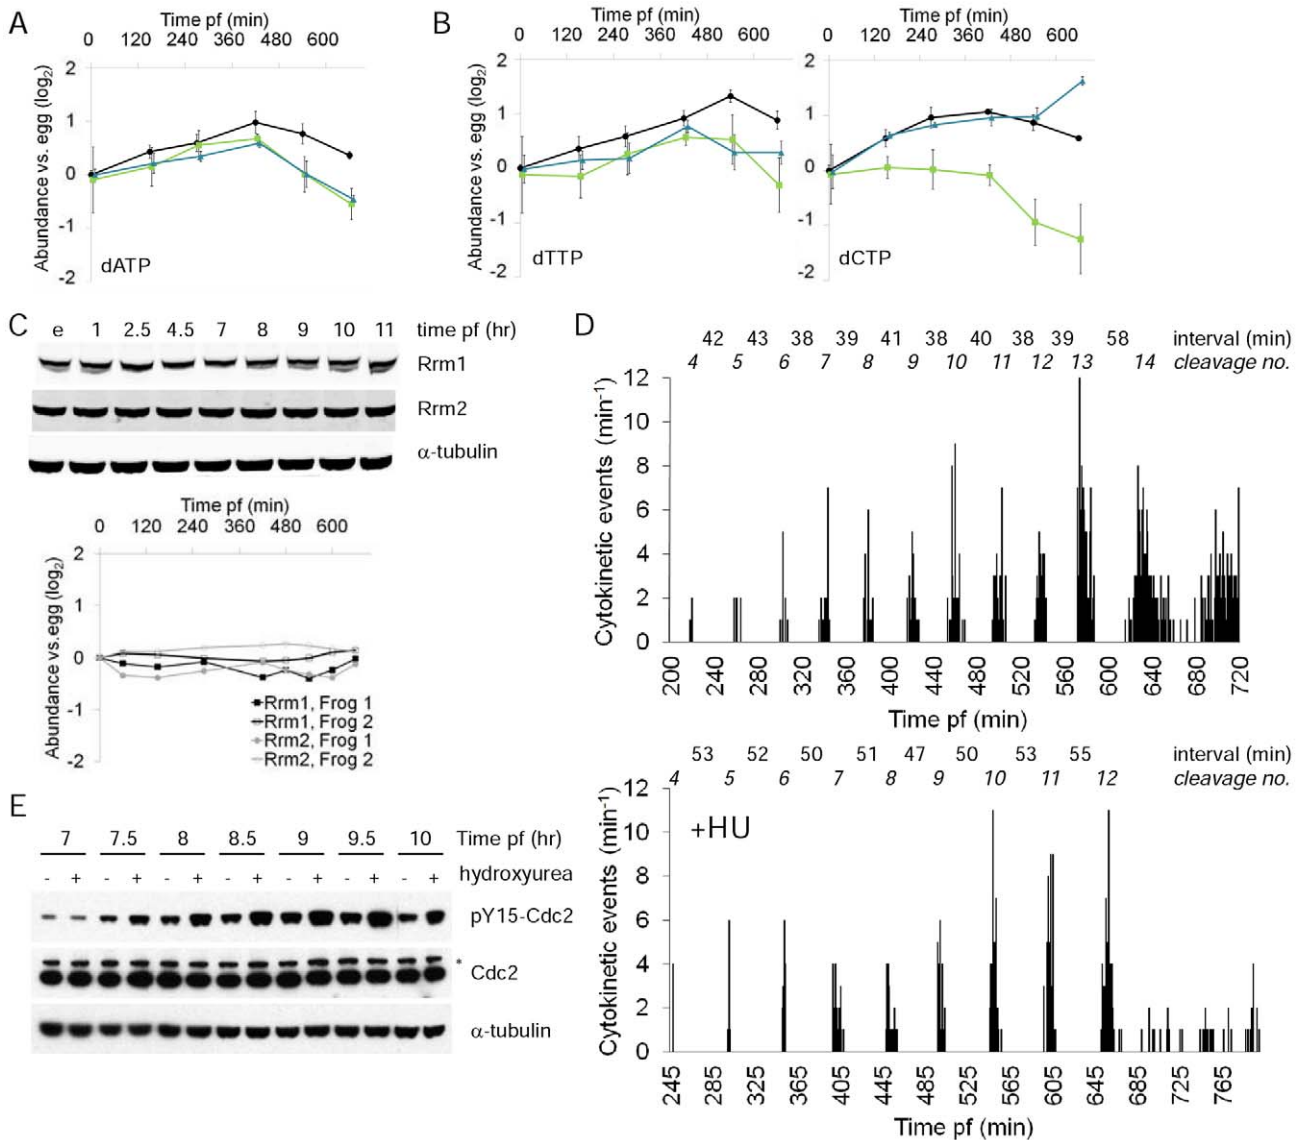 A
Time pf (min)
0 120 240 360 480 600
Abundance vs. egg (log2)
2
1
0
-1
-2
dATP
B
Time pf (min)
0 120 240 360 480 600
Abundance vs. egg (log2)
2
1
0
-1
-2
dTTP
Time pf (min)
0 120 240 360 480 600
2
1
0
-1
-2
dCTP
C
e 1 2.5 4.5 7 8 9 10 11 time pf (hr)
Rrm1
Rrm2
α-tubulin
Time pf (min)
0 120 240 360 480 600
Abundance vs.egg (log2)
2
1
0
-1
-2
Rrm1, Frog 1
Rrm1, Frog 2
Rrm2, Frog 1
Rrm2, Frog 2
D
42 43 38 39 41 38 40 38 39 58 interval (min)
4 5 6 7 8 9 10 11 12 13 14 cleavage no.
Cytokinetic events (min-1)
12
10
8
6
4
2
0
200 240 280 320 360 400 440 480 520 560 600 640 680 720
Time pf (min)
53 52 50 51 47 50 53 55 interval (min)
4 5 6 7 8 9 10 11 12 cleavage no.
Cytokinetic events (min-1)
12
10
8
6
4
2
0
+HU
245 285 325 365 405 445 485 525 565 605 645 685 725 765
Time pf (min)
E
7 7.5 8 8.5 9 9.5 10 Time pf (hr)
- + - + - + - + - + - + - + hydroxyurea
pY15-Cdc2
*
Cdc2
α-tubulin